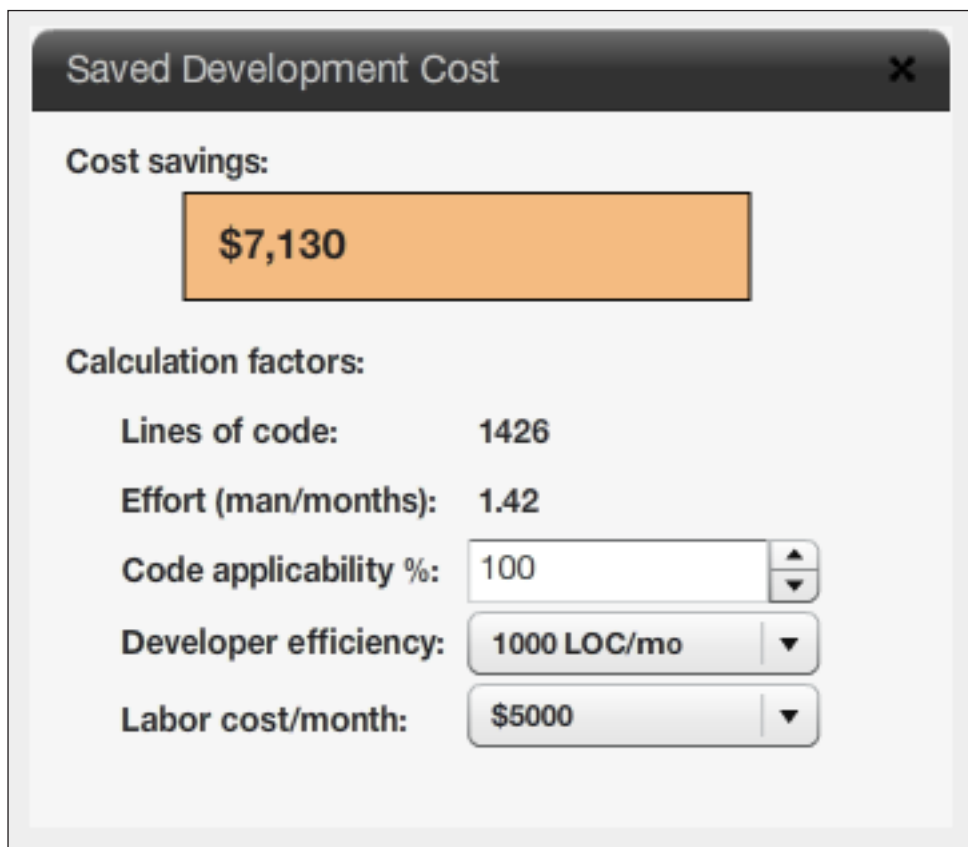 Saved Development Cost
Cost savings:
$7,130
Calculation factors:
Lines of code: 1426
Effort (man/months): 1.42
Code applicability %: 100
Developer efficiency: 1000 LOC/mo
Labor cost/month: $5000